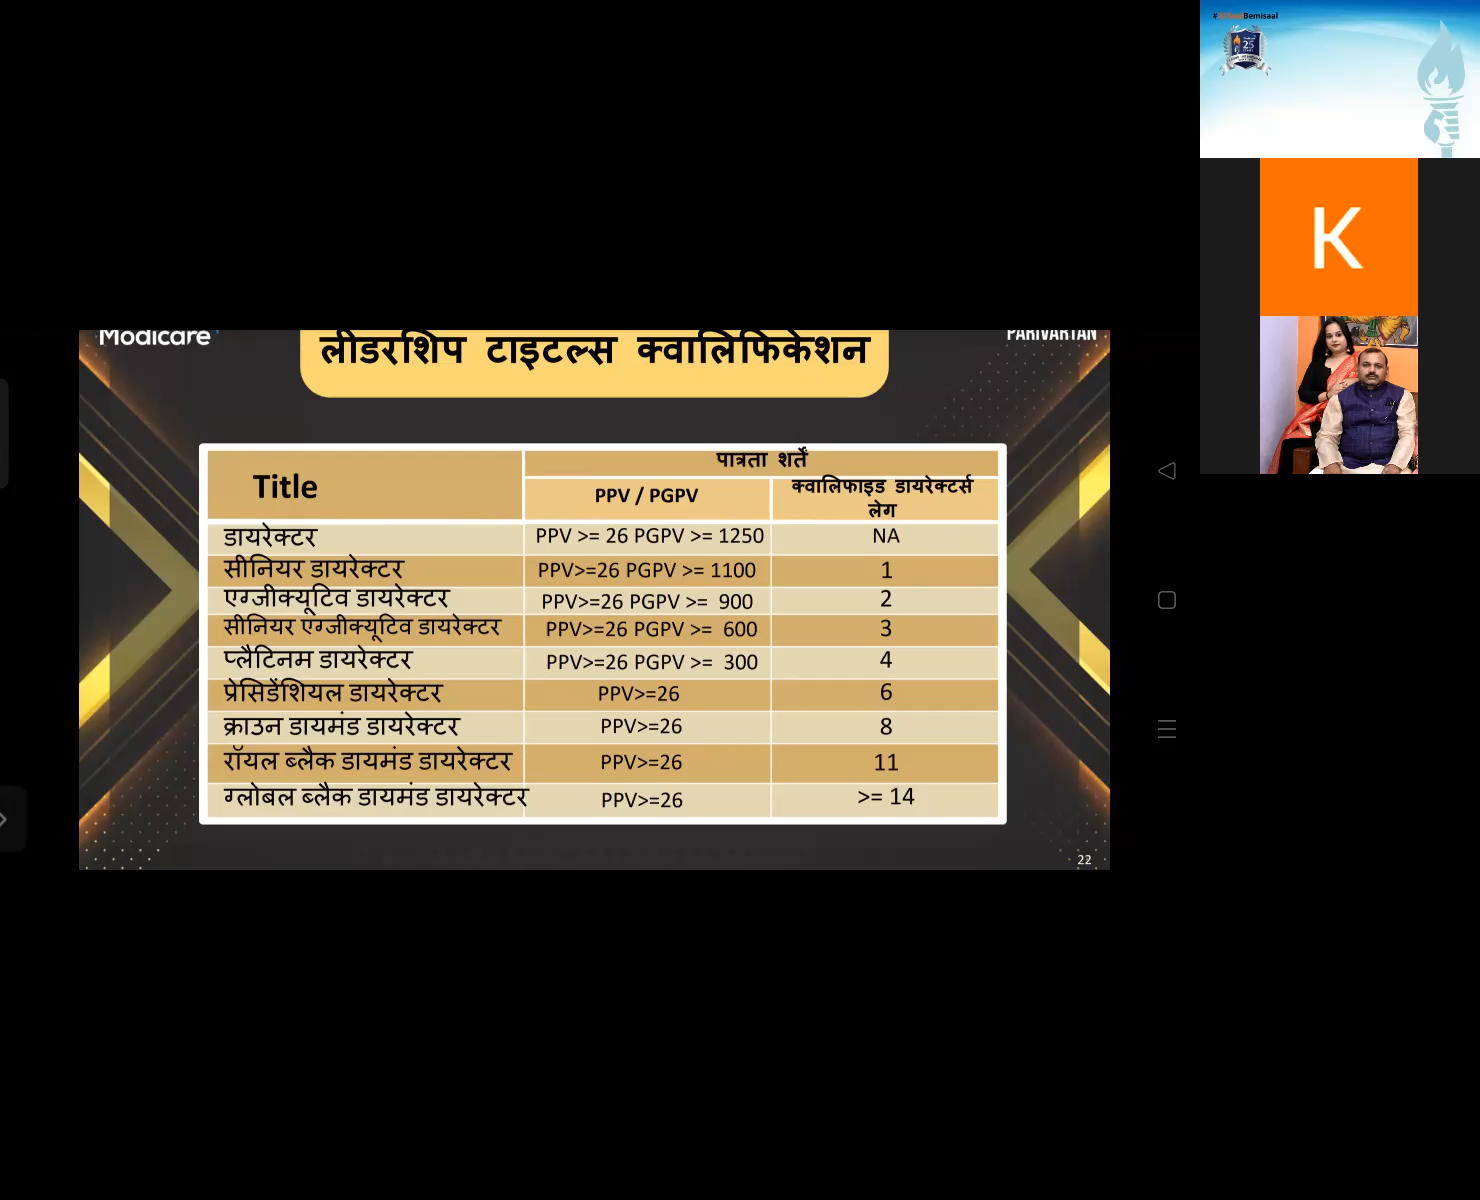 Modicare
लीडरशिप टाइटल्स क्वालिफिकेशन
PARIVARTAN
Title
पात्रता शर्तें
PPV / PGPV
क्वालिफाइड डायरेक्टर्स
लेग
डायरेक्टर PPV >= 26 PGPV >= 1250 NA
सीनियर डायरेक्टर PPV>=26 PGPV >= 1100 1
एग्जीक्यूटिव डायरेक्टर PPV>=26 PGPV >= 900 2
सीनियर एग्जीक्यूटिव डायरेक्टर PPV>=26 PGPV >= 600 3
प्लैटिनम डायरेक्टर PPV>=26 PGPV >= 300 4
प्रेसिडेंशियल डायरेक्टर PPV>=26 6
क्राउन डायमंड डायरेक्टर PPV>=26 8
रॉयल ब्लैक डायमंड डायरेक्टर PPV>=26 11
ग्लोबल ब्लैक डायमंड डायरेक्टर PPV>=26 >= 14
22
Bemisaal
25
K